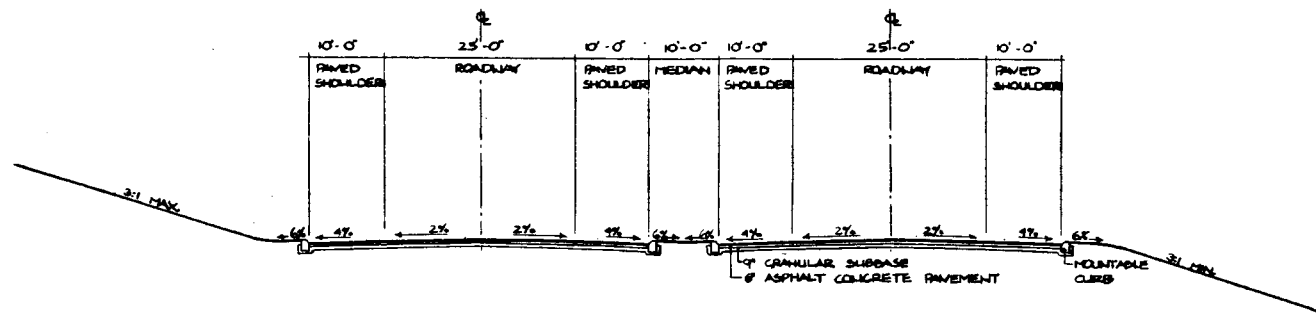 ℄ ℄
10'-0" 25'-0" 10'-0" 10'-0" 10'-0" 25'-0" 10'-0"
PAVED SHOULDER ROADWAY PAVED SHOULDER MEDIAN PAVED SHOULDER ROADWAY PAVED SHOULDER
3:1 MAX.
6% 4% 2% 2% 4% 6% 6% 4% 2% 2% 4% 6%
9" GRANULAR SUBBASE
6" ASPHALT CONCRETE PAVEMENT
MOUNTABLE
CURB
3:1 MIN.